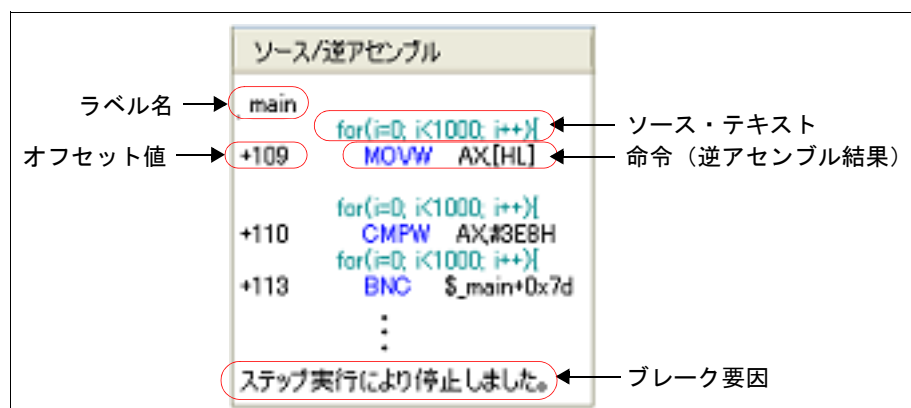 ソース/逆アセンブル
ラベル名
_main
for(i=0; i<1000; i++){
ソース・テキスト
オフセット値
+109 MOVW AX,[HL]
命令（逆アセンブル結果）
for(i=0; i<1000; i++){
+110 CMPW AX,#3E8H
for(i=0; i<1000; i++){
+113 BNC $_main+0x7d
ステップ実行により停止しました。
ブレーク要因